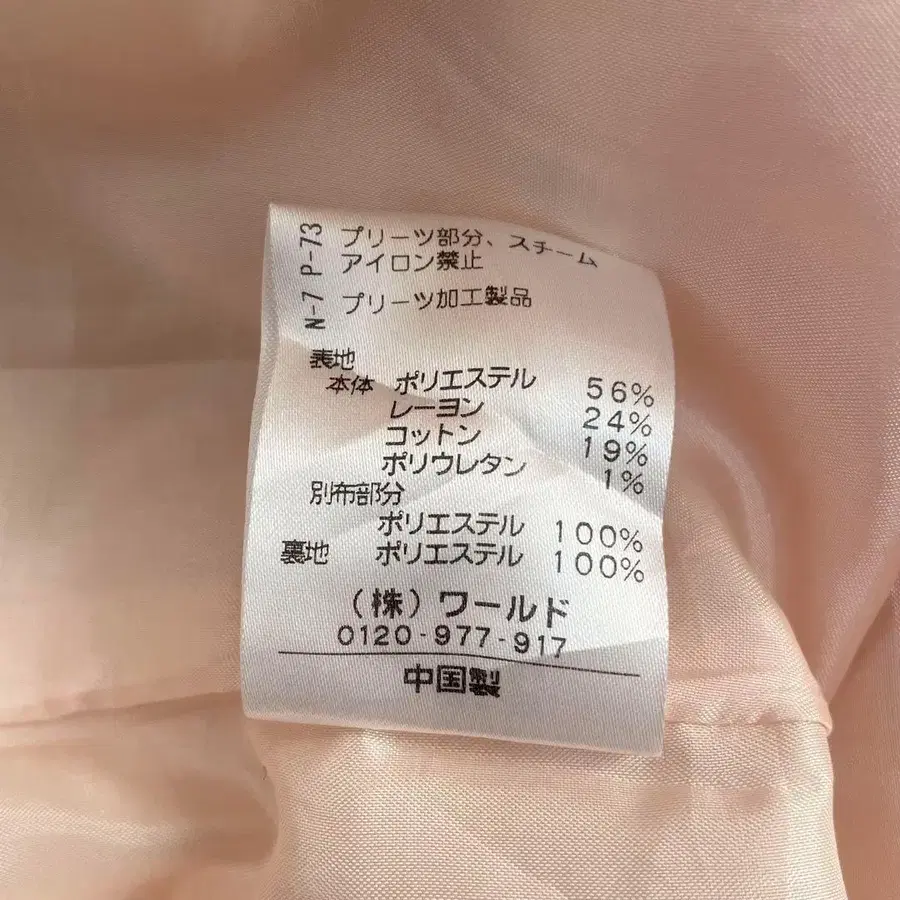 P-73 プリーツ部分、スチーム
アイロン禁止
N-7 プリーツ加工製品
表地
本体 ポリエステル 56%
レーヨン 24%
コットン 19%
ポリウレタン 1%
別布部分
ポリエステル 100%
裏地 ポリエステル 100%
(株)ワールド
0120-977-917
中国製